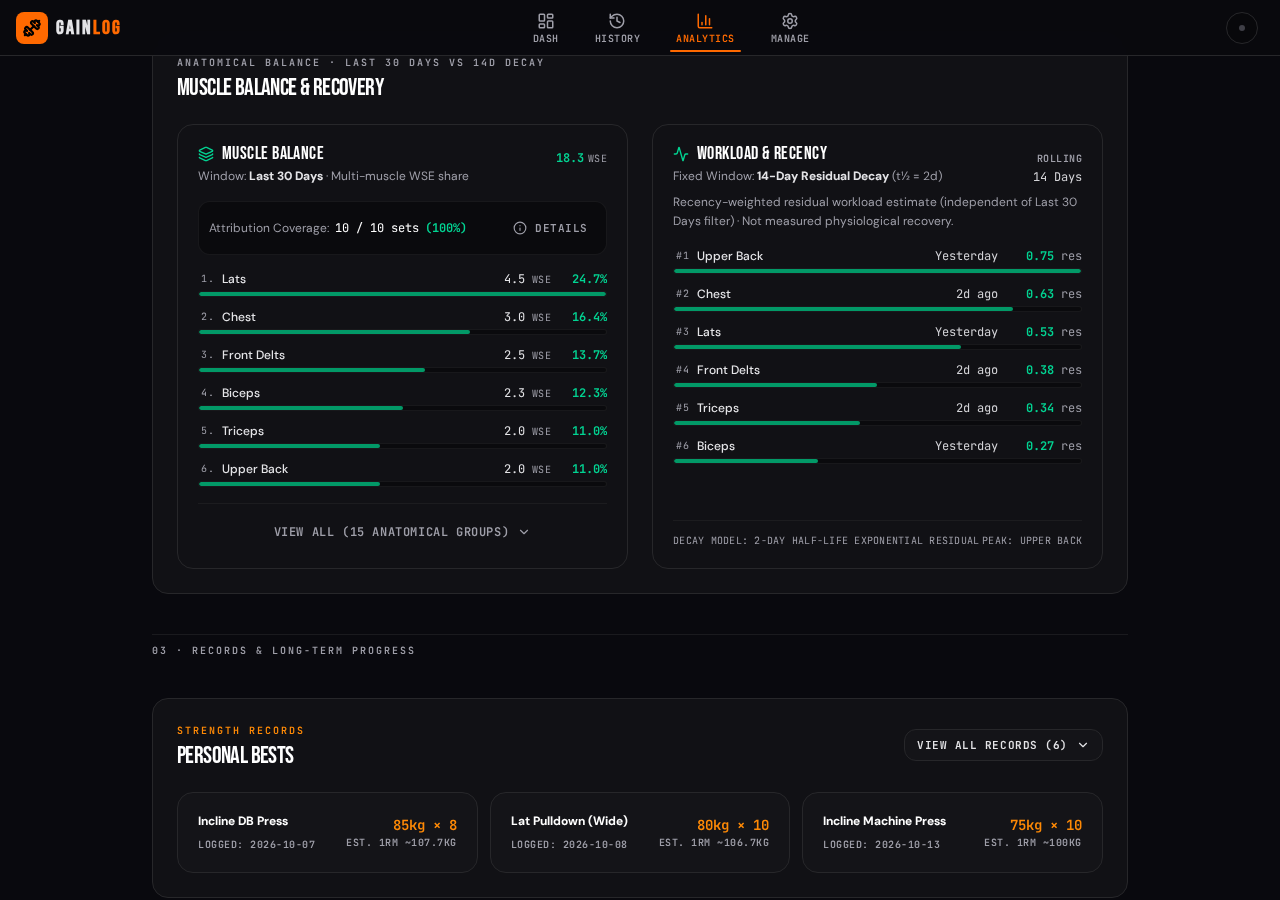 GAINLOG
DASH
HISTORY
ANALYTICS
MANAGE
ANATOMICAL BALANCE · LAST 30 DAYS VS 14D DECAY
MUSCLE BALANCE & RECOVERY
MUSCLE BALANCE
18.3 WSE
Window: Last 30 Days · Multi-muscle WSE share
Attribution Coverage: 10 / 10 sets (100%)
DETAILS
1. Lats 4.5 WSE 24.7%
2. Chest 3.0 WSE 16.4%
3. Front Delts 2.5 WSE 13.7%
4. Biceps 2.3 WSE 12.3%
5. Triceps 2.0 WSE 11.0%
6. Upper Back 2.0 WSE 11.0%
VIEW ALL (15 ANATOMICAL GROUPS)
WORKLOAD & RECENCY
ROLLING
Fixed Window: 14-Day Residual Decay (t½ = 2d)
14 Days
Recency-weighted residual workload estimate (independent of Last 30
Days filter) · Not measured physiological recovery.
#1 Upper Back Yesterday 0.75 res
#2 Chest 2d ago 0.63 res
#3 Lats Yesterday 0.53 res
#4 Front Delts 2d ago 0.38 res
#5 Triceps 2d ago 0.34 res
#6 Biceps Yesterday 0.27 res
DECAY MODEL: 2-DAY HALF-LIFE EXPONENTIAL RESIDUAL PEAK: UPPER BACK
03 · RECORDS & LONG-TERM PROGRESS
STRENGTH RECORDS
PERSONAL BESTS
VIEW ALL RECORDS (6)
Incline DB Press
85kg × 8
LOGGED: 2026-10-07
EST. 1RM ~107.7KG
Lat Pulldown (Wide)
80kg × 10
LOGGED: 2026-10-08
EST. 1RM ~106.7KG
Incline Machine Press
75kg × 10
LOGGED: 2026-10-13
EST. 1RM ~100KG